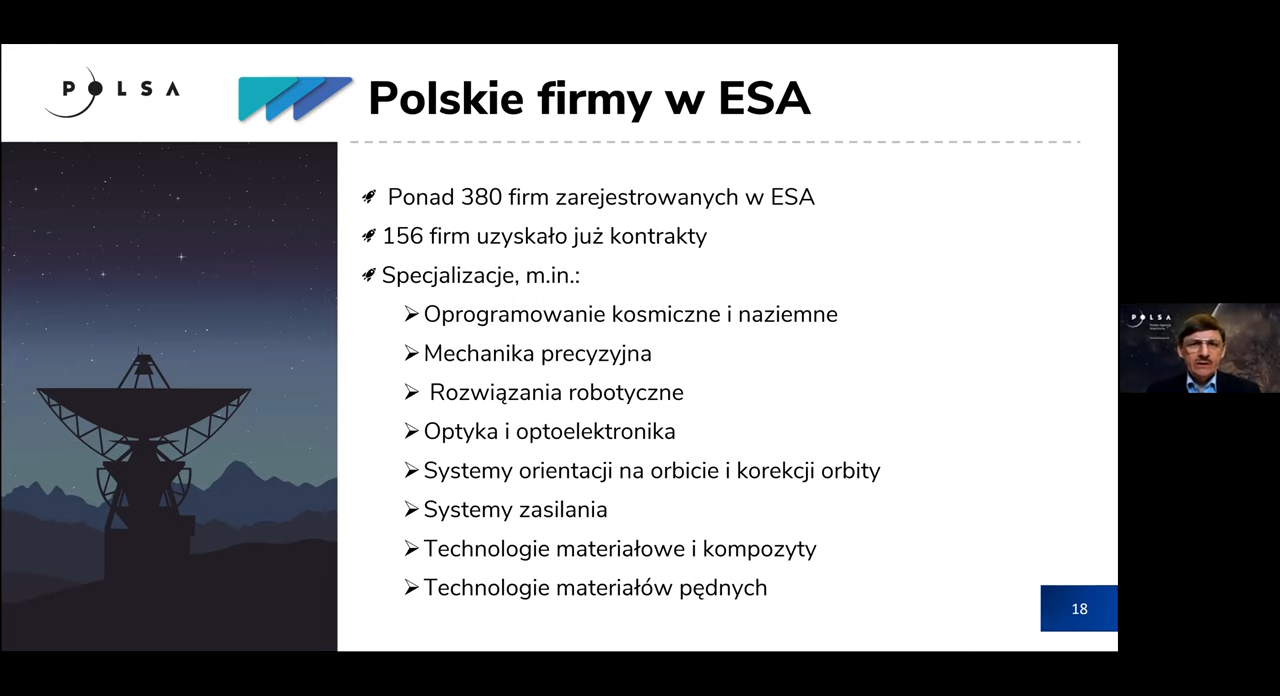 POLSA
Polskie firmy w ESA
Ponad 380 firm zarejestrowanych w ESA
156 firm uzyskało już kontrakty
Specjalizacje, m.in.:
Oprogramowanie kosmiczne i naziemne
Mechanika precyzyjna
Rozwiązania robotyczne
Optyka i optoelektronika
Systemy orientacji na orbicie i korekcji orbity
Systemy zasilania
Technologie materiałowe i kompozyty
Technologie materiałów pędnych
18
POLSA